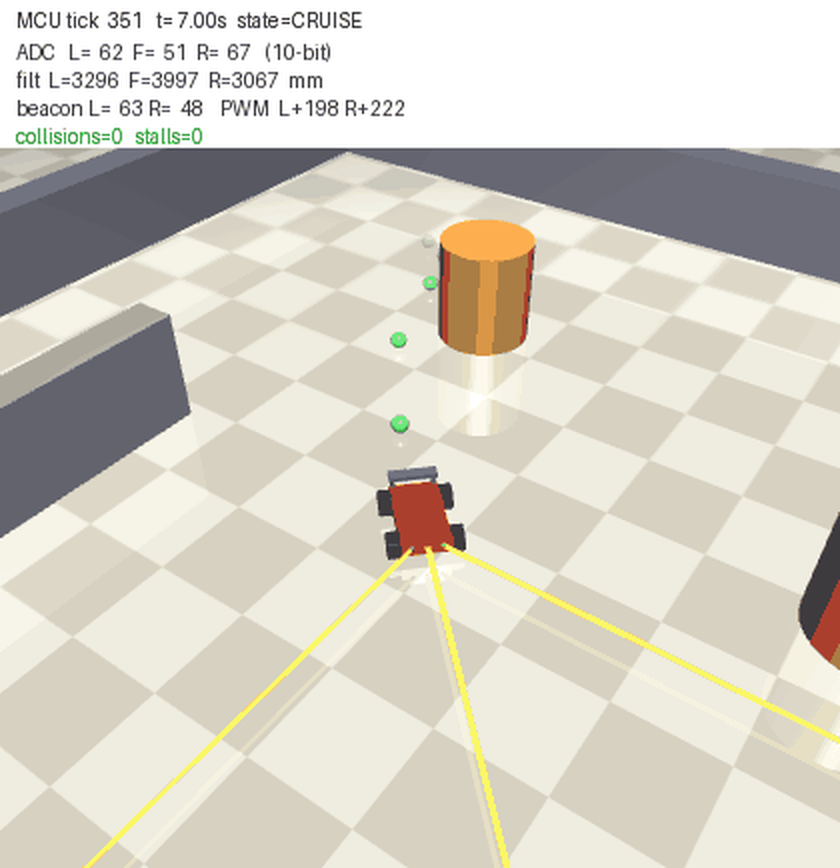 MCU tick 351 t= 7.00s state=CRUISE
ADC L= 62 F= 51 R= 67 (10-bit)
filt L=3296 F=3997 R=3067 mm
beacon L= 63 R= 48 PWM L+198 R+222
collisions=0 stalls=0